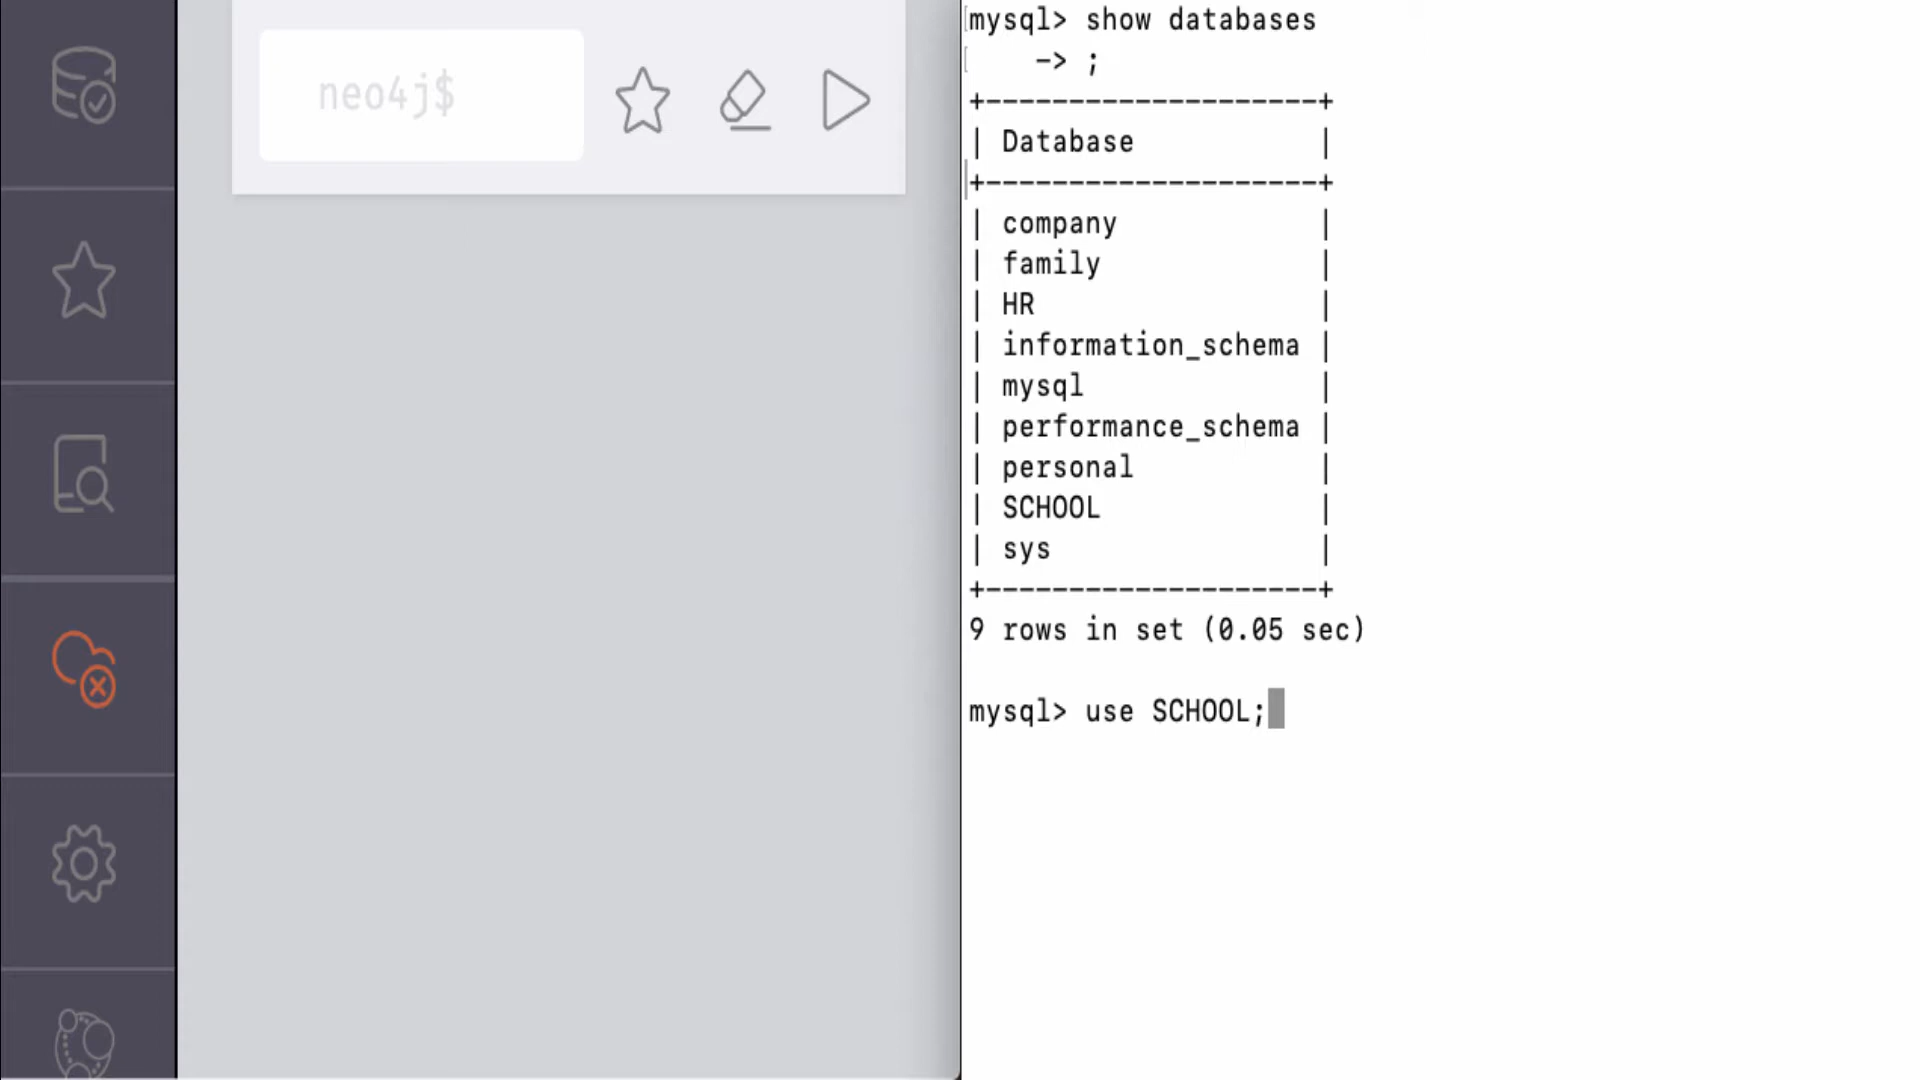 neo4j$
mysql> show databases
    -> ;
+--------------------+
| Database           |
+--------------------+
| company            |
| family             |
| HR                 |
| information_schema |
| mysql              |
| performance_schema |
| personal           |
| SCHOOL             |
| sys                |
+--------------------+
9 rows in set (0.05 sec)
mysql> use SCHOOL;